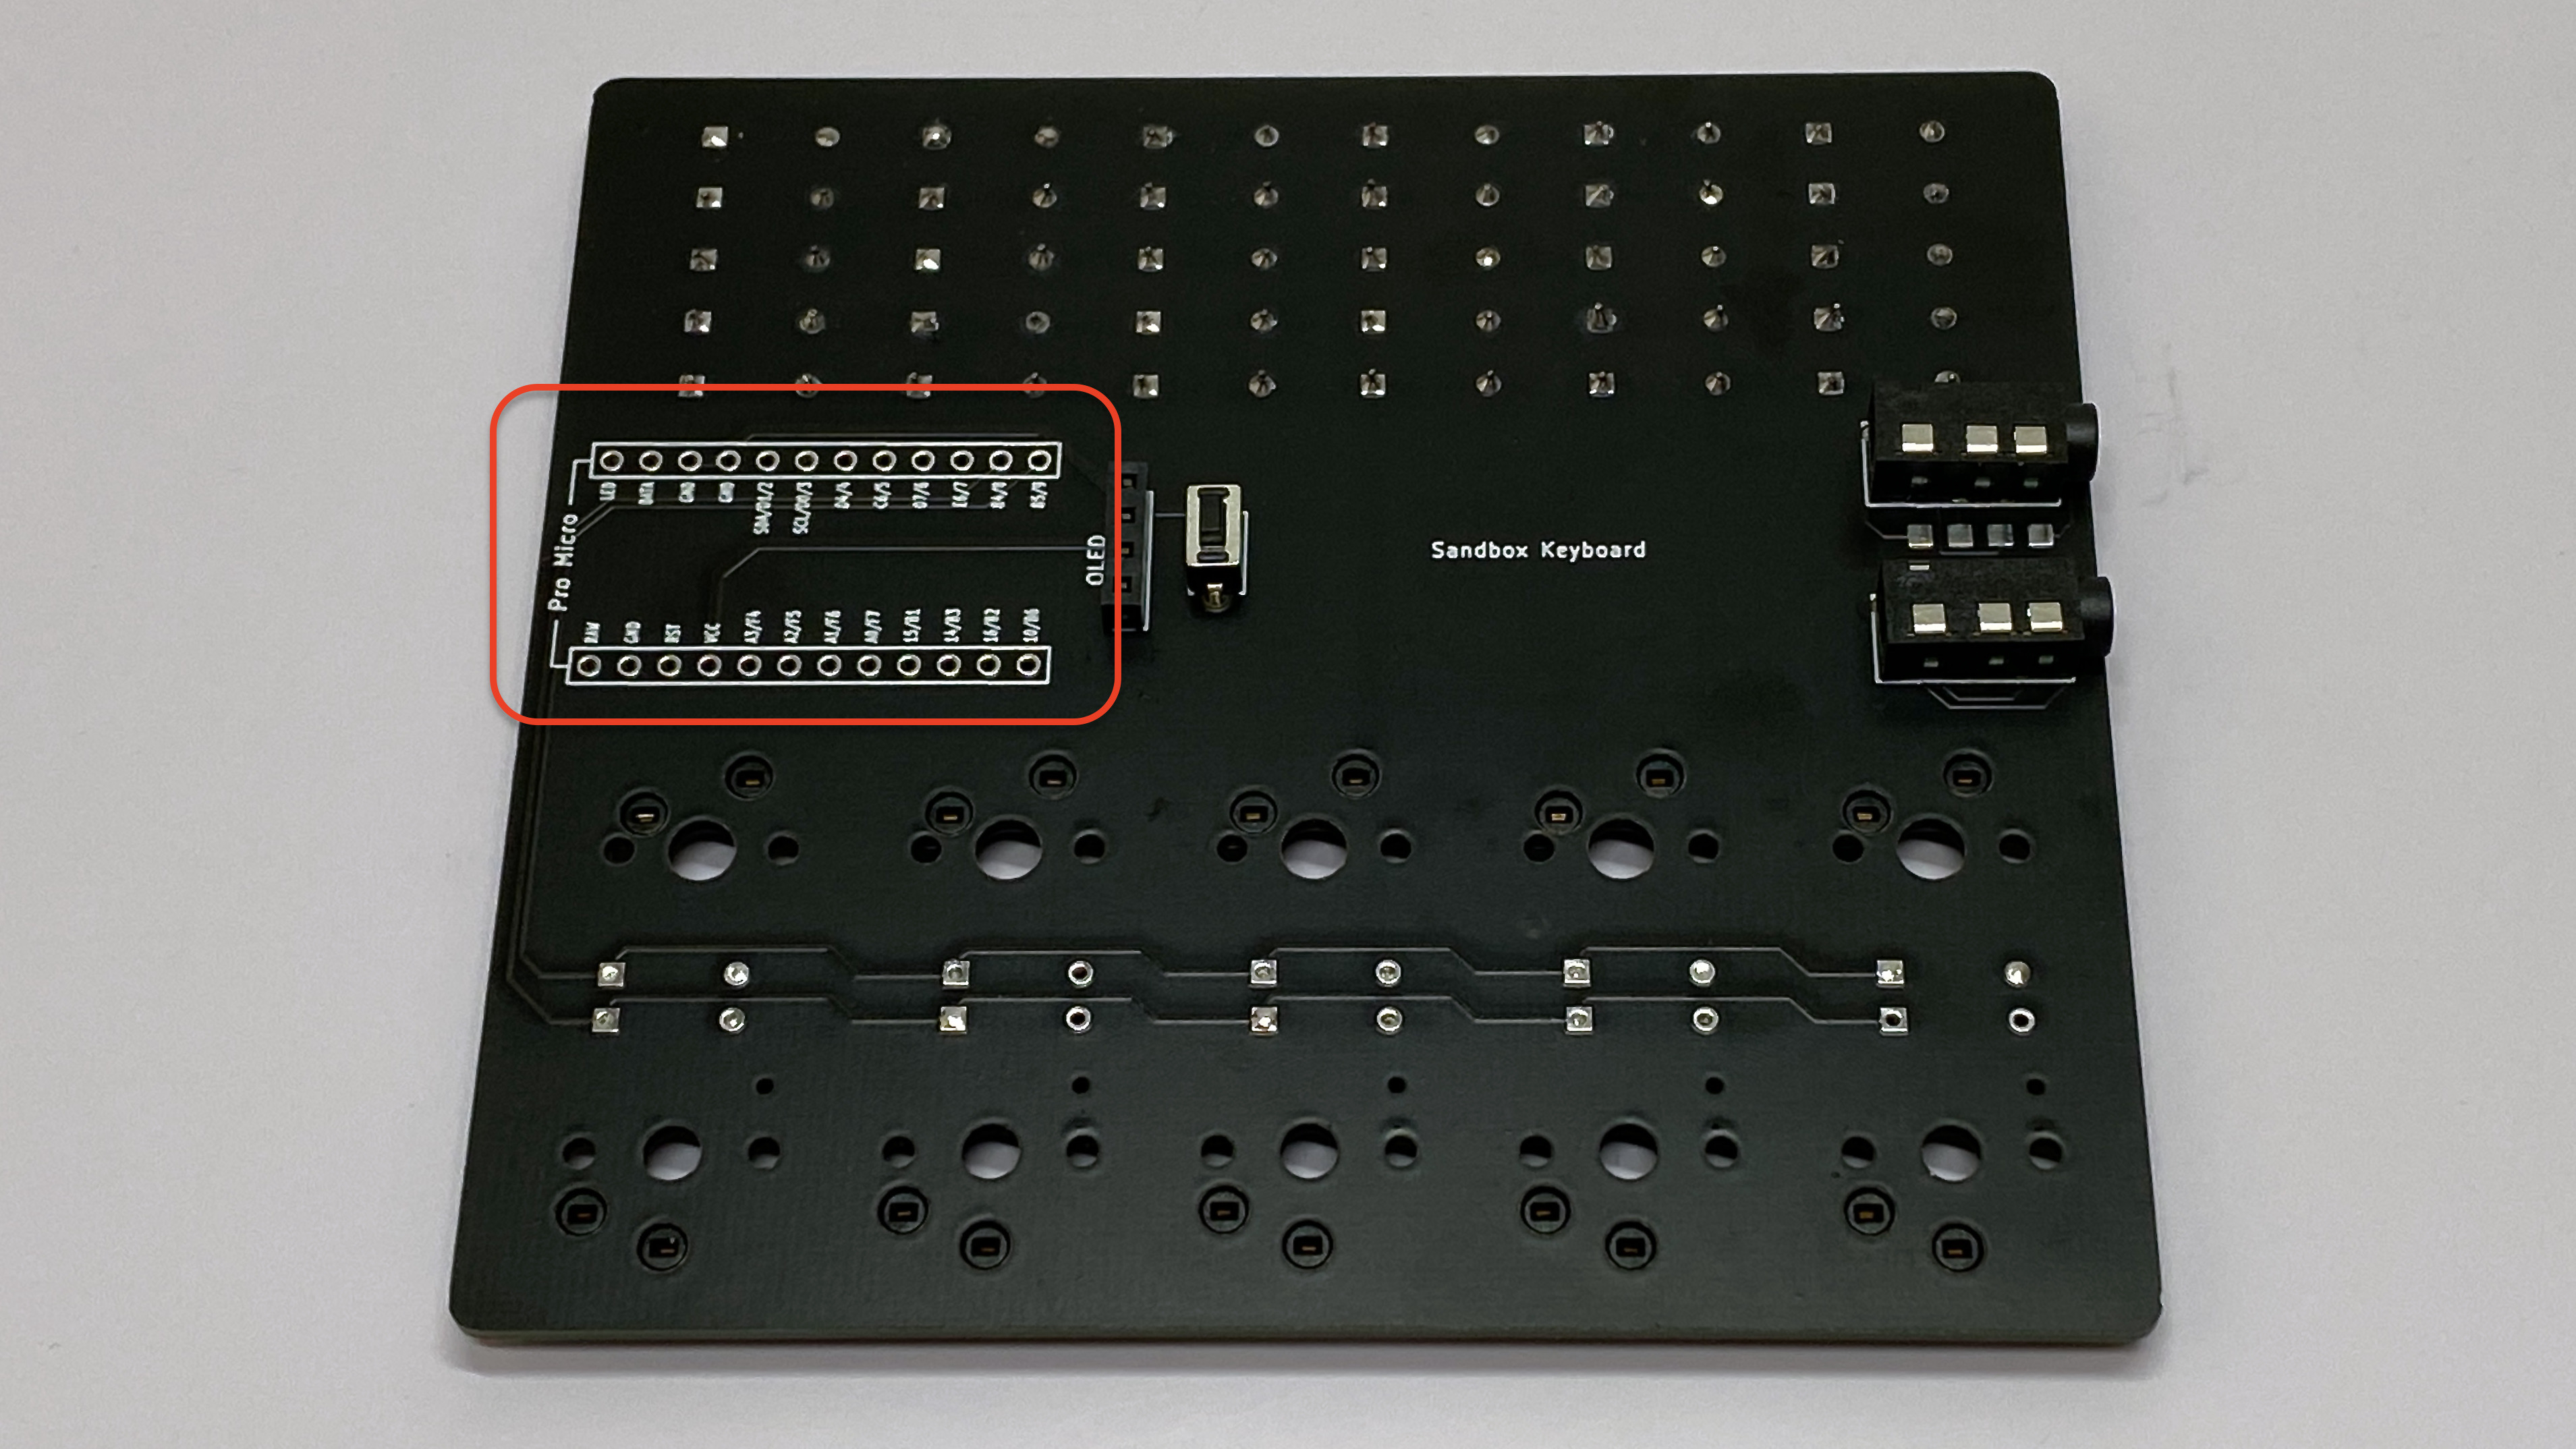 LED
DATA
GND
GND
SDA/D1/2
SCL/D0/3
D4/4
C6/5
D7/6
E6/7
B4/8
B5/9
Pro Micro
OLED
Sandbox Keyboard
RAW
GND
RST
VCC
A3/F4
A2/F5
A1/F6
A0/F7
15/B1
14/B3
16/B2
10/B6